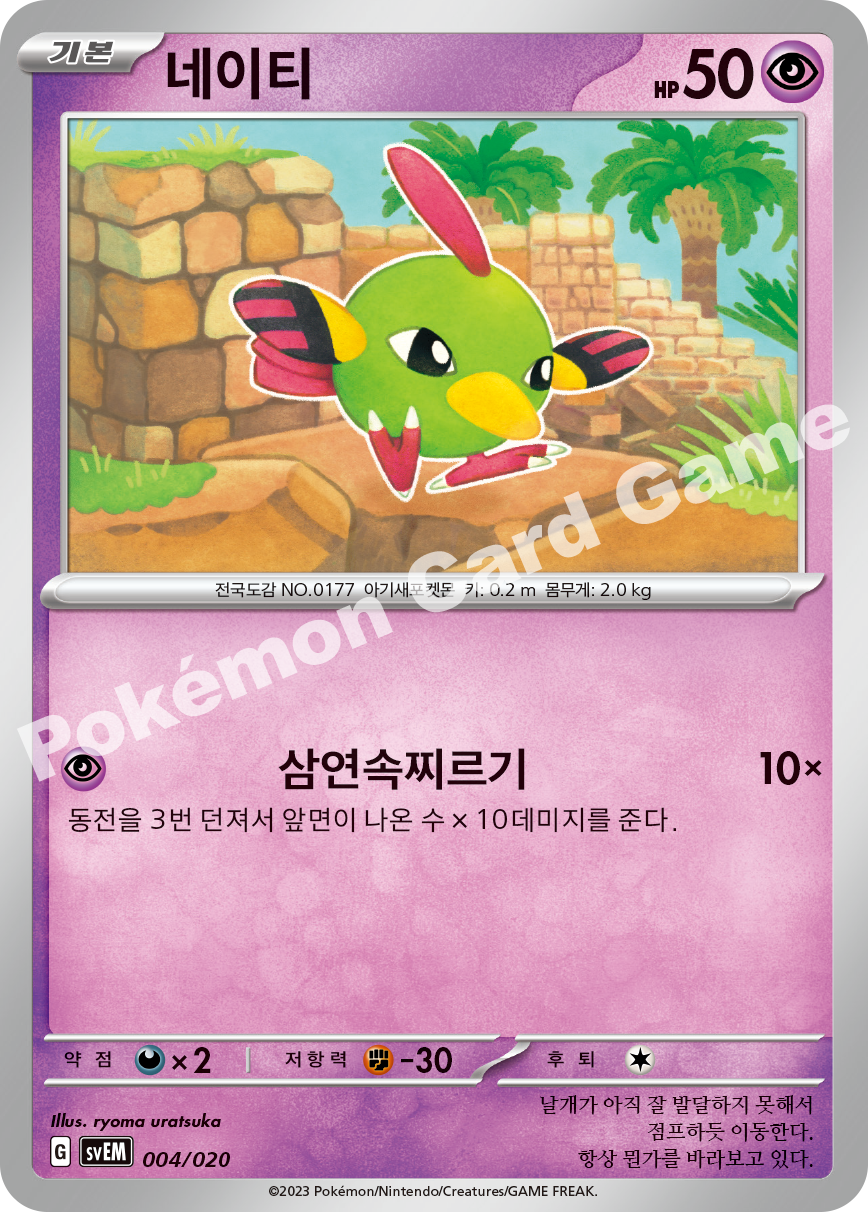 기본
네이티
HP 50
전국도감 NO.0177 아기새포켓몬 키: 0.2 m 몸무게: 2.0 kg
Pokémon Card Game
삼연속찌르기 10×
동전을 3번 던져서 앞면이 나온 수 × 10데미지를 준다.
약점 ×2 저항력 -30 후퇴
날개가 아직 잘 발달하지 못해서
점프하듯 이동한다.
항상 뭔가를 바라보고 있다.
Illus. ryoma uratsuka
G svEM 004/020
©2023 Pokémon/Nintendo/Creatures/GAME FREAK.